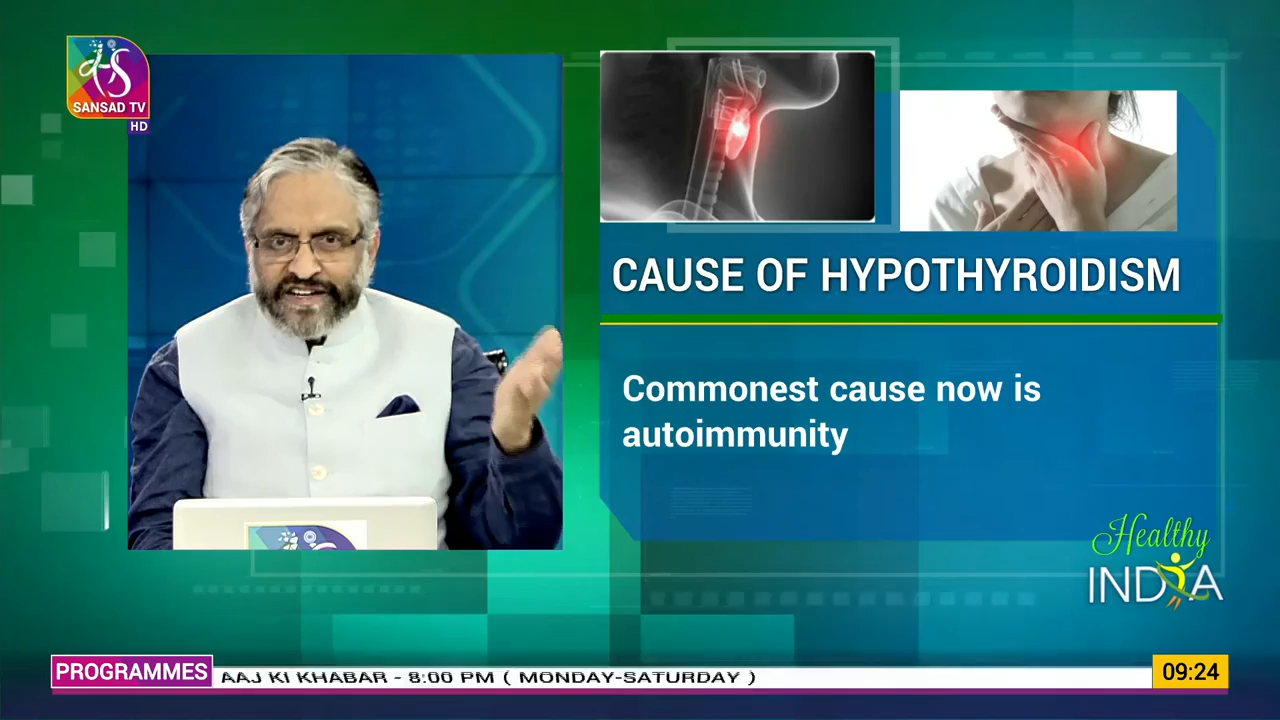 SANSAD TV
HD
CAUSE OF HYPOTHYROIDISM
Commonest cause now is
autoimmunity
Healthy
INDIA
PROGRAMMES
AAJ KI KHABAR - 8:00 PM ( MONDAY-SATURDAY )
09:24